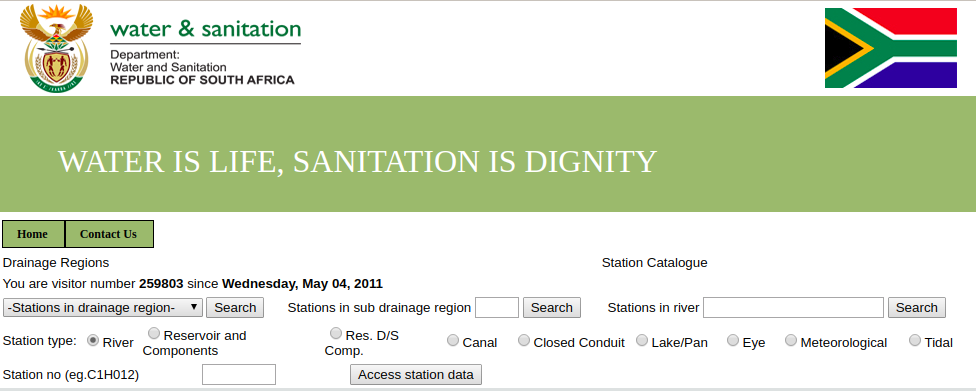 water & sanitation
Department:
Water and Sanitation
REPUBLIC OF SOUTH AFRICA
WATER IS LIFE, SANITATION IS DIGNITY
Home Contact Us
Drainage Regions Station Catalogue
You are visitor number 259803 since Wednesday, May 04, 2011
-Stations in drainage region- Search Stations in sub drainage region Search Stations in river Search
Station type: River Reservoir and Components Res. D/S Comp. Canal Closed Conduit Lake/Pan Eye Meteorological Tidal
Station no (eg.C1H012) Access station data